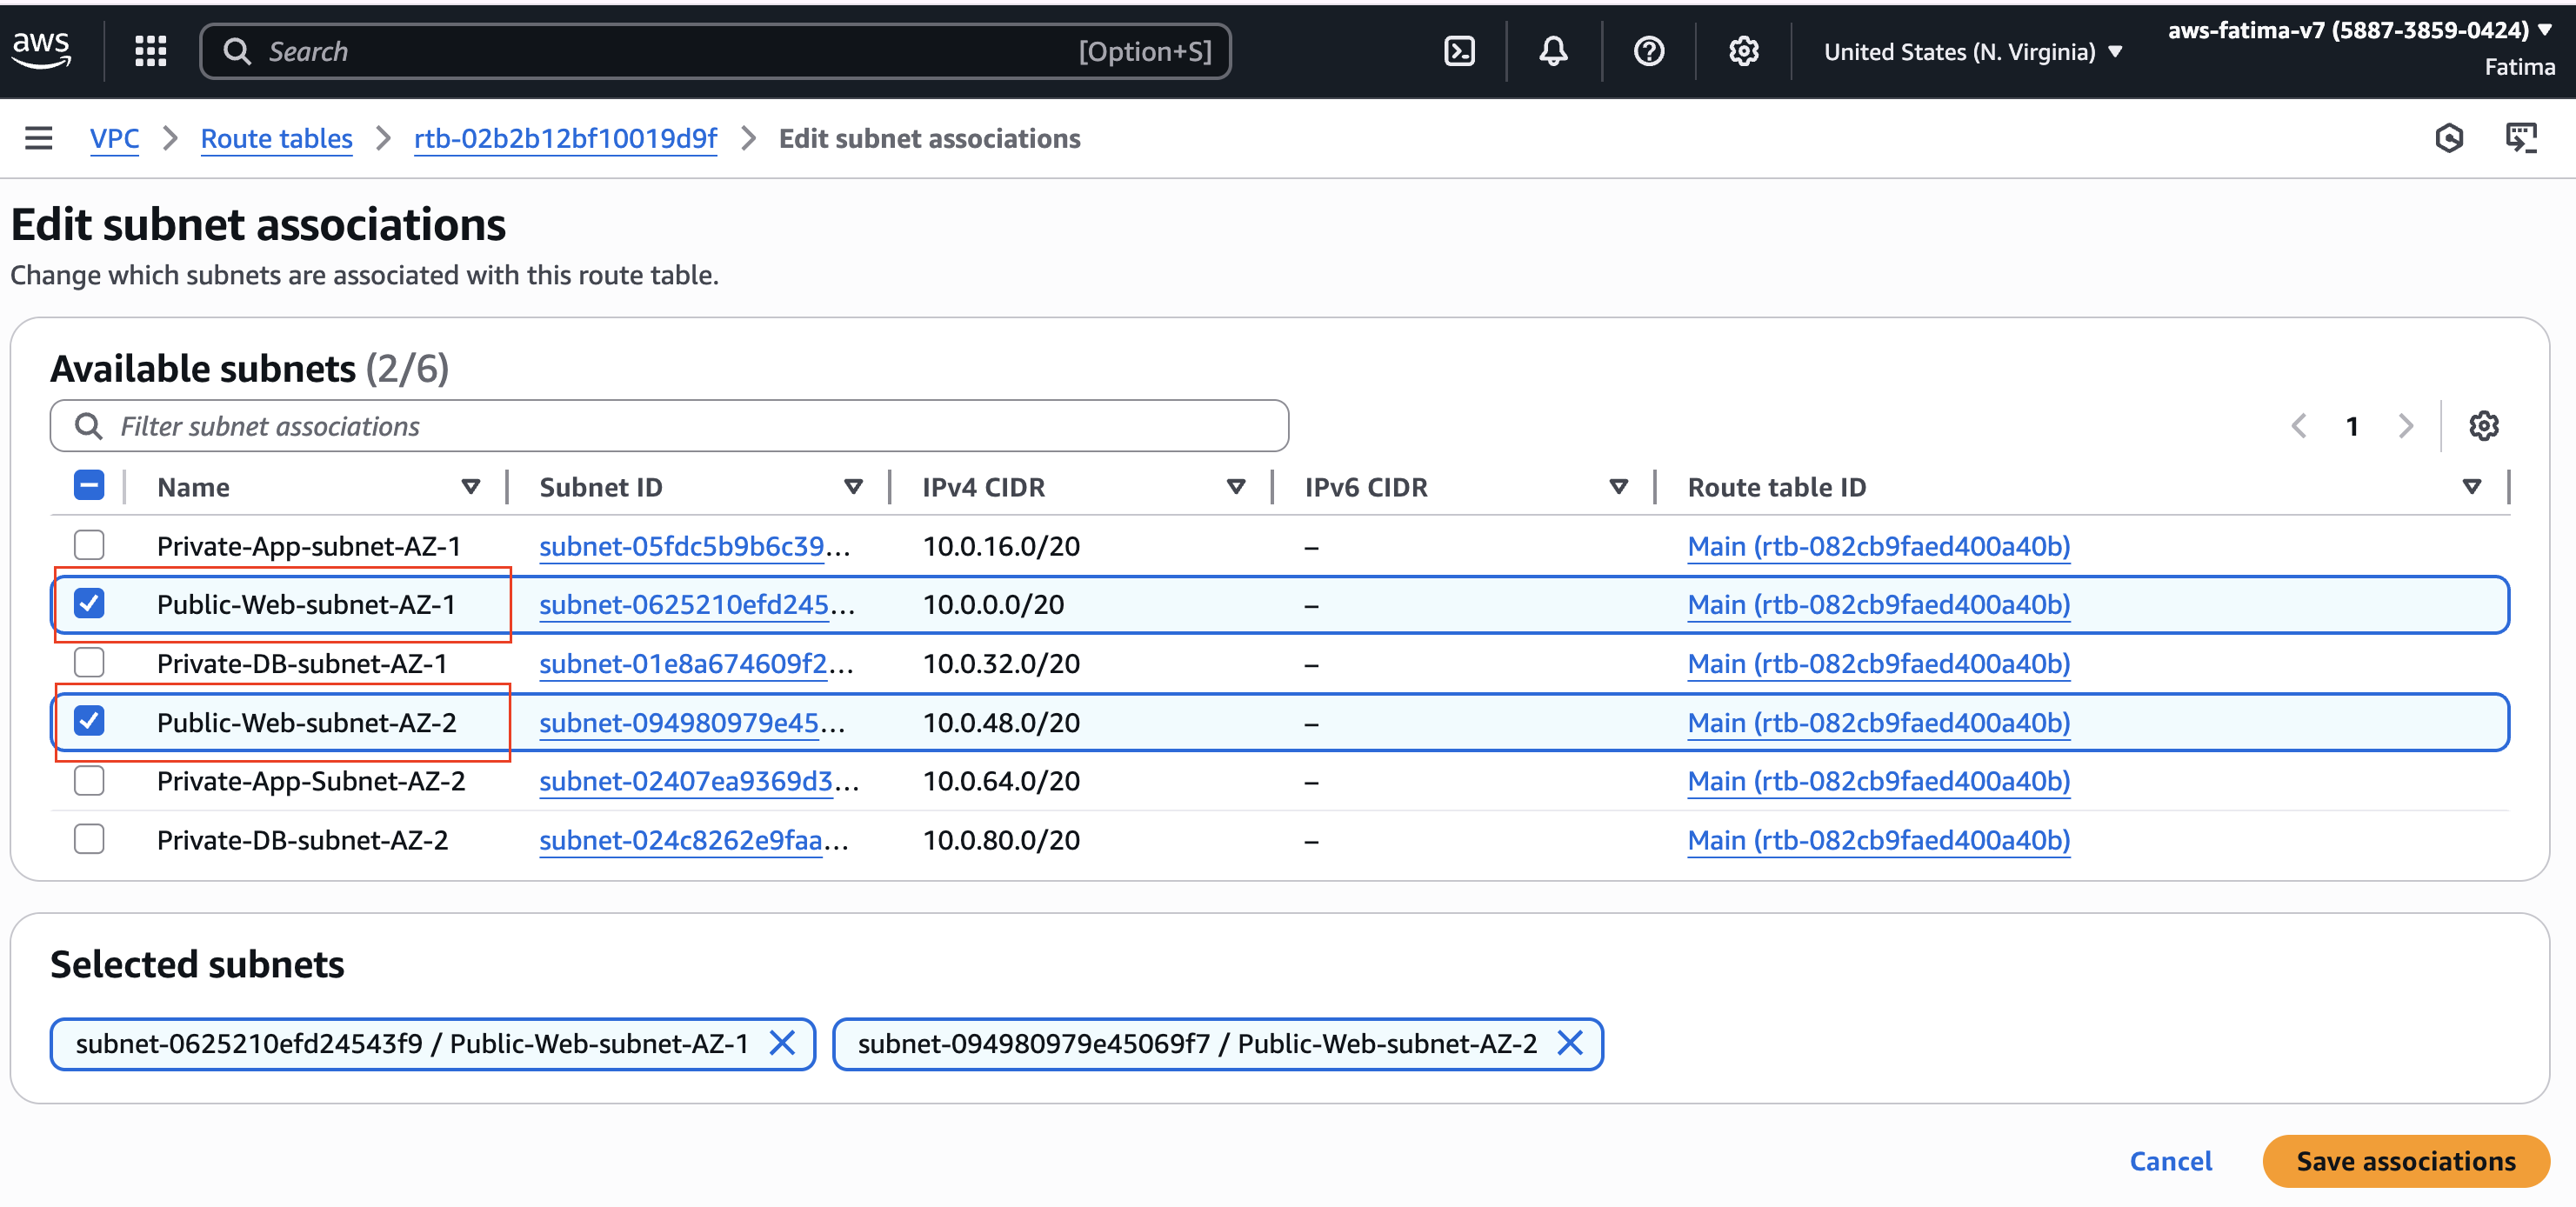 aws
Search
[Option+S]
United States (N. Virginia)
aws-fatima-v7 (5887-3859-0424)
Fatima
VPC
Route tables
rtb-02b2b12bf10019d9f
Edit subnet associations
Edit subnet associations
Change which subnets are associated with this route table.
Available subnets (2/6)
Filter subnet associations
1
Name Subnet ID IPv4 CIDR IPv6 CIDR Route table ID
Private-App-subnet-AZ-1 subnet-05fdc5b9b6c39... 10.0.16.0/20 – Main (rtb-082cb9faed400a40b)
Public-Web-subnet-AZ-1 subnet-0625210efd245... 10.0.0.0/20 – Main (rtb-082cb9faed400a40b)
Private-DB-subnet-AZ-1 subnet-01e8a674609f2... 10.0.32.0/20 – Main (rtb-082cb9faed400a40b)
Public-Web-subnet-AZ-2 subnet-094980979e45... 10.0.48.0/20 – Main (rtb-082cb9faed400a40b)
Private-App-Subnet-AZ-2 subnet-02407ea9369d3... 10.0.64.0/20 – Main (rtb-082cb9faed400a40b)
Private-DB-subnet-AZ-2 subnet-024c8262e9faa... 10.0.80.0/20 – Main (rtb-082cb9faed400a40b)
Selected subnets
subnet-0625210efd24543f9 / Public-Web-subnet-AZ-1
subnet-094980979e45069f7 / Public-Web-subnet-AZ-2
Cancel
Save associations